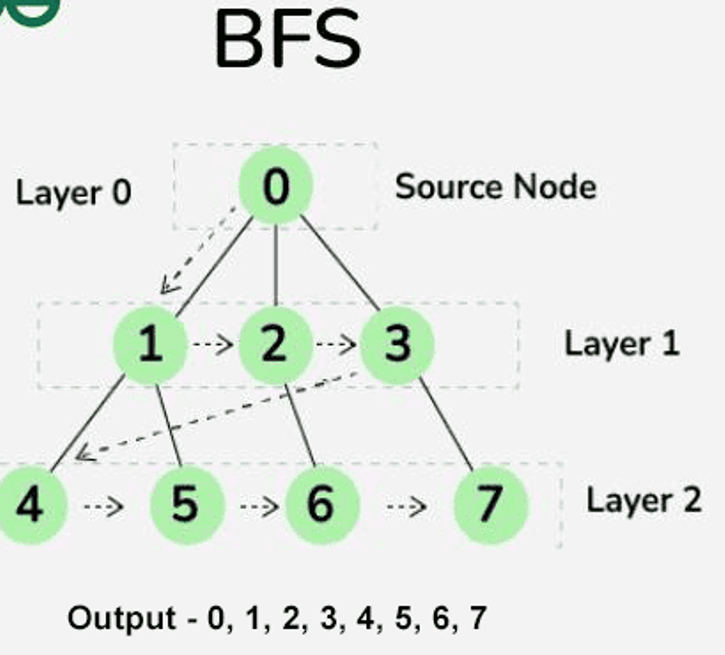 BFS
Layer 0
0
Source Node
1
2
3
Layer 1
4
5
6
7
Layer 2
Output - 0, 1, 2, 3, 4, 5, 6, 7